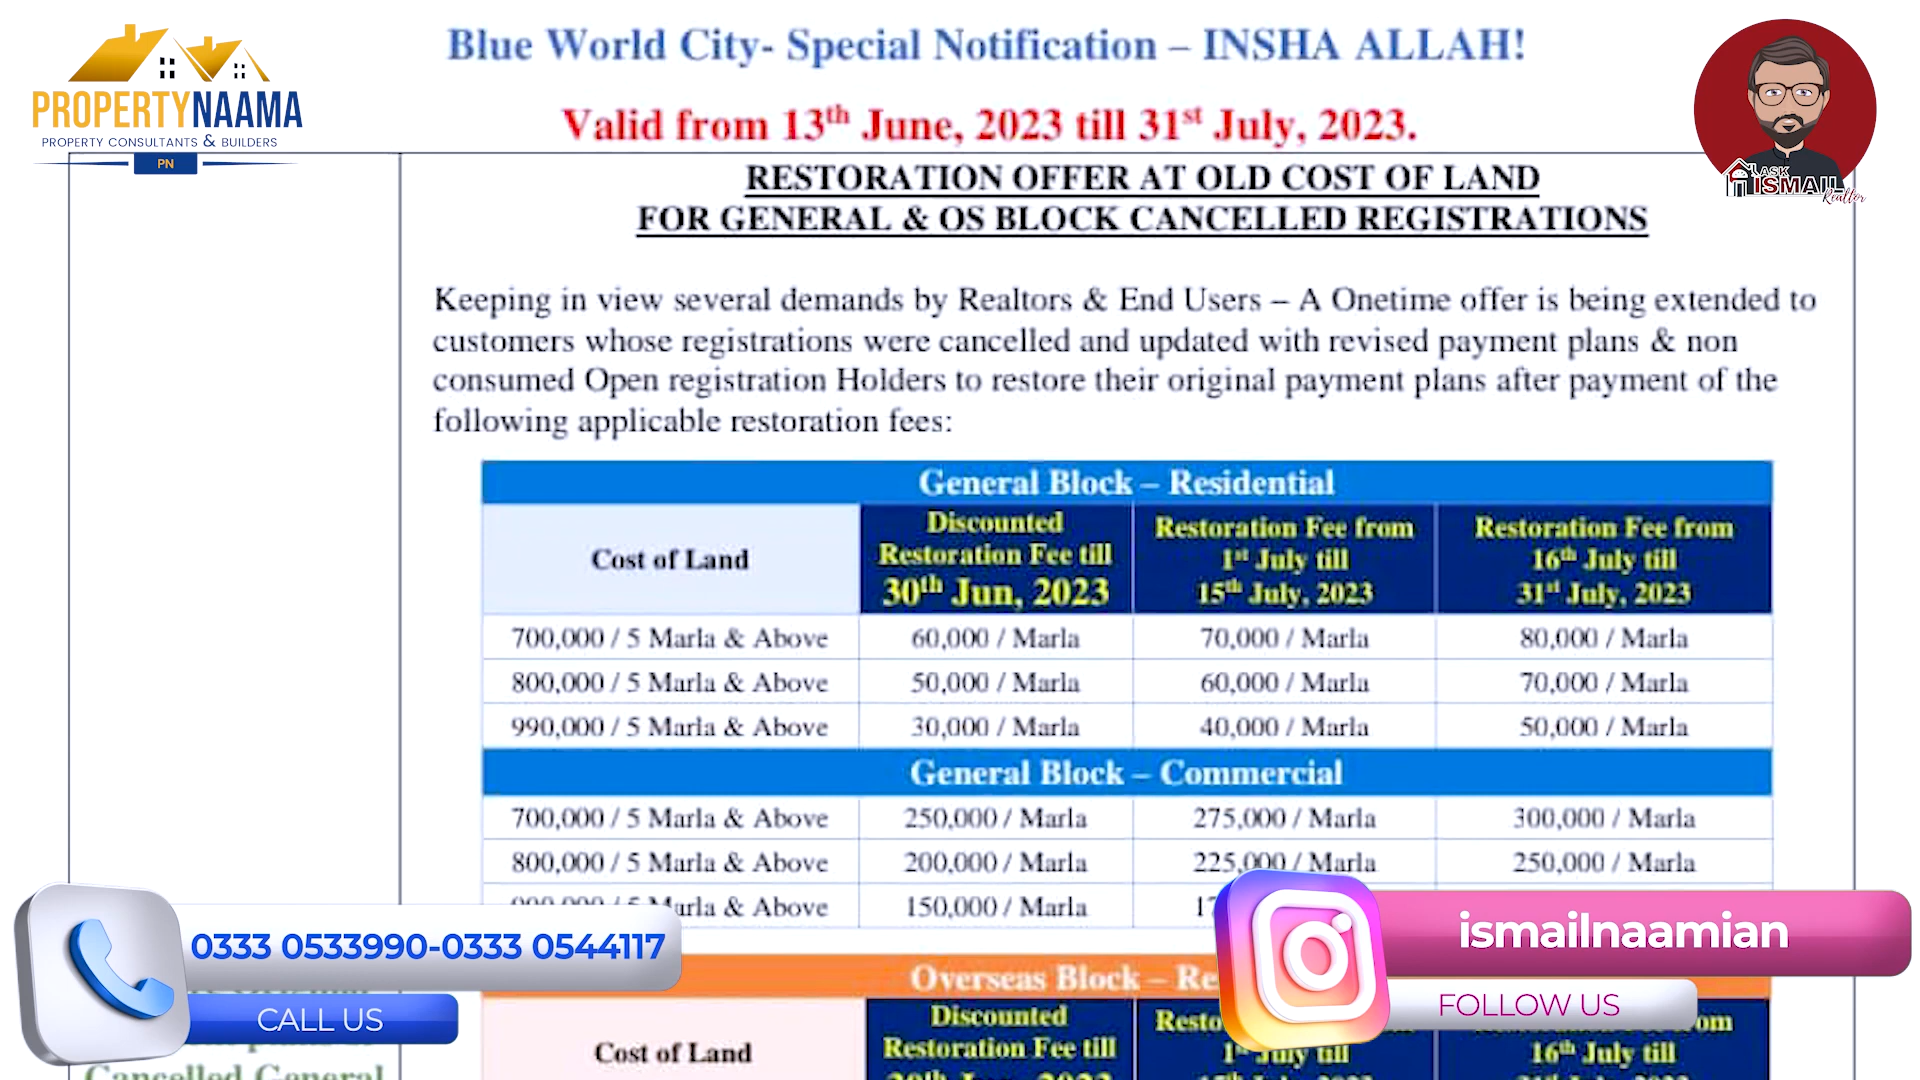 PROPERTYNAAMA
PROPERTY CONSULTANTS & BUILDERS
PN
Blue World City- Special Notification – INSHA ALLAH!
Valid from 13th June, 2023 till 31st July, 2023.
ASK
ISMAIL
Realtor
RESTORATION OFFER AT OLD COST OF LAND
FOR GENERAL & OS BLOCK CANCELLED REGISTRATIONS
Keeping in view several demands by Realtors & End Users – A Onetime offer is being extended to
customers whose registrations were cancelled and updated with revised payment plans & non
consumed Open registration Holders to restore their original payment plans after payment of the
following applicable restoration fees:
General Block – Residential
Cost of Land
Discounted
Restoration Fee till
30th Jun, 2023
Restoration Fee from
1st July till
15th July, 2023
Restoration Fee from
16th July till
31st July, 2023
700,000 / 5 Marla & Above 60,000 / Marla 70,000 / Marla 80,000 / Marla
800,000 / 5 Marla & Above 50,000 / Marla 60,000 / Marla 70,000 / Marla
990,000 / 5 Marla & Above 30,000 / Marla 40,000 / Marla 50,000 / Marla
General Block – Commercial
700,000 / 5 Marla & Above 250,000 / Marla 275,000 / Marla 300,000 / Marla
800,000 / 5 Marla & Above 200,000 / Marla 225,000 / Marla 250,000 / Marla
Marla & Above 150,000 / Marla
0333 0533990-0333 0544117
CALL US
ismailnaamian
FOLLOW US
Overseas Block –
Cost of Land
Discounted
Restoration Fee till
1st July till
16th July till
Cancelled General